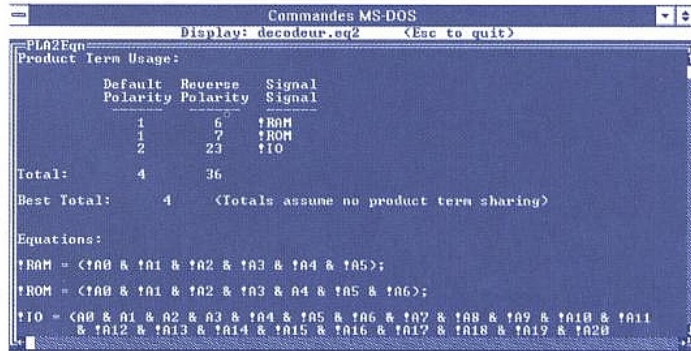 Commandes MS-DOS
Display: decodeur.eq2 (Esc to quit)
PLA2Eqn
Product Term Usage:
Default Reverse Signal
Polarity Polarity Signal
1 6 !RAM
1 7 !ROM
2 23 !IO
Total: 4 36
Best Total: 4 (Totals assume no product term sharing)
Equations:
!RAM = (!A0 & !A1 & !A2 & !A3 & !A4 & !A5);
!ROM = (!A0 & !A1 & !A2 & !A3 & A4 & !A5 & !A6);
!IO = (A0 & A1 & A2 & A3 & !A4 & !A5 & !A6 & !A7 & !A8 & !A9 & !A10 & !A11
& !A12 & !A13 & !A14 & !A15 & !A16 & !A17 & !A18 & !A19 & !A20